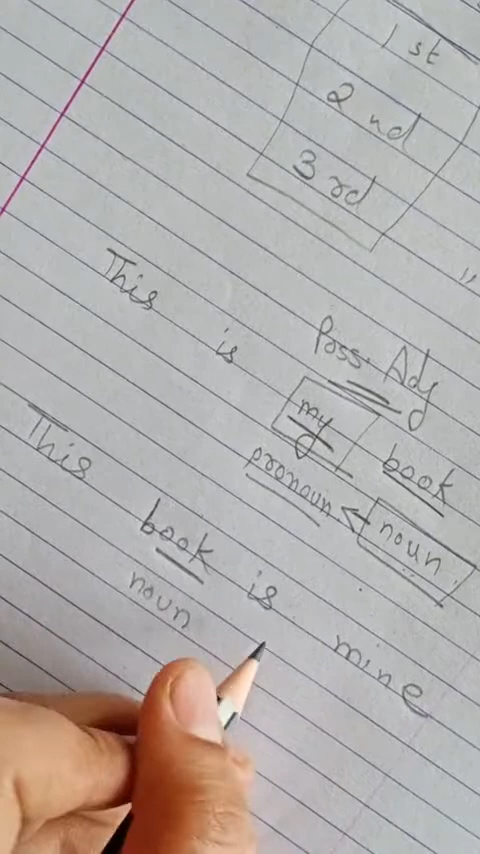 1st
2nd
3rd
"
Poss. Adj
This is my book
pronoun < noun
This book is mine
noun